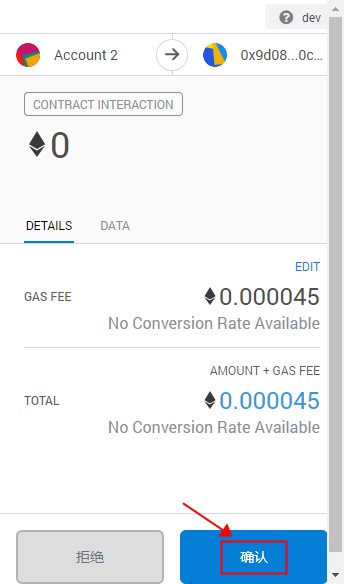 dev
Account 2
0x9d08...0c...
CONTRACT INTERACTION
0
DETAILS DATA
EDIT
GAS FEE 0.000045
No Conversion Rate Available
AMOUNT + GAS FEE
TOTAL 0.000045
No Conversion Rate Available
拒绝 确认